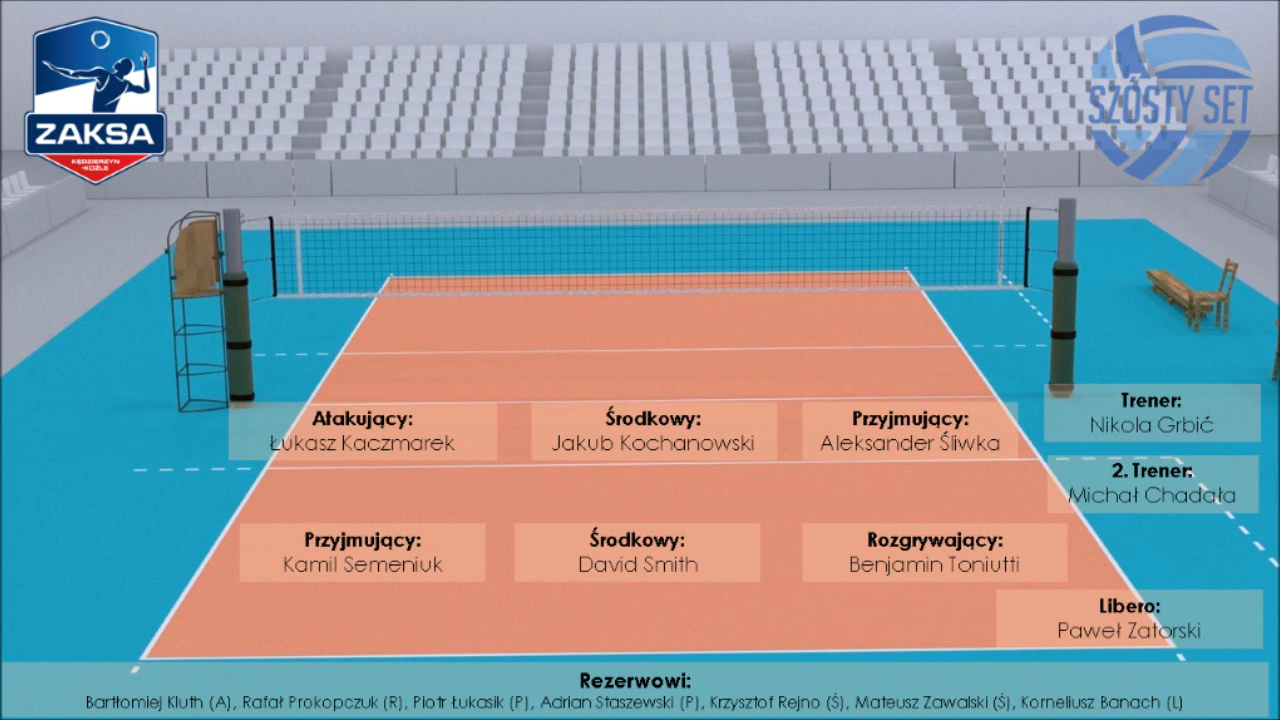 ZAKSA
KĘDZIERZYN
-KOŹLE
SZÓSTY SET
Atakujący:
Łukasz Kaczmarek
Środkowy:
Jakub Kochanowski
Przyjmujący:
Aleksander Śliwka
Trener:
Nikola Grbić
2. Trener:
Michał Chadała
Przyjmujący:
Kamil Semeniuk
Środkowy:
David Smith
Rozgrywający:
Benjamin Toniutti
Libero:
Paweł Zatorski
Rezerwowi:
Bartłomiej Kluth (A), Rafał Prokopczuk (R), Piotr Łukasik (P), Adrian Staszewski (P), Krzysztof Rejno (Ś), Mateusz Zawalski (Ś), Korneliusz Banach (L)